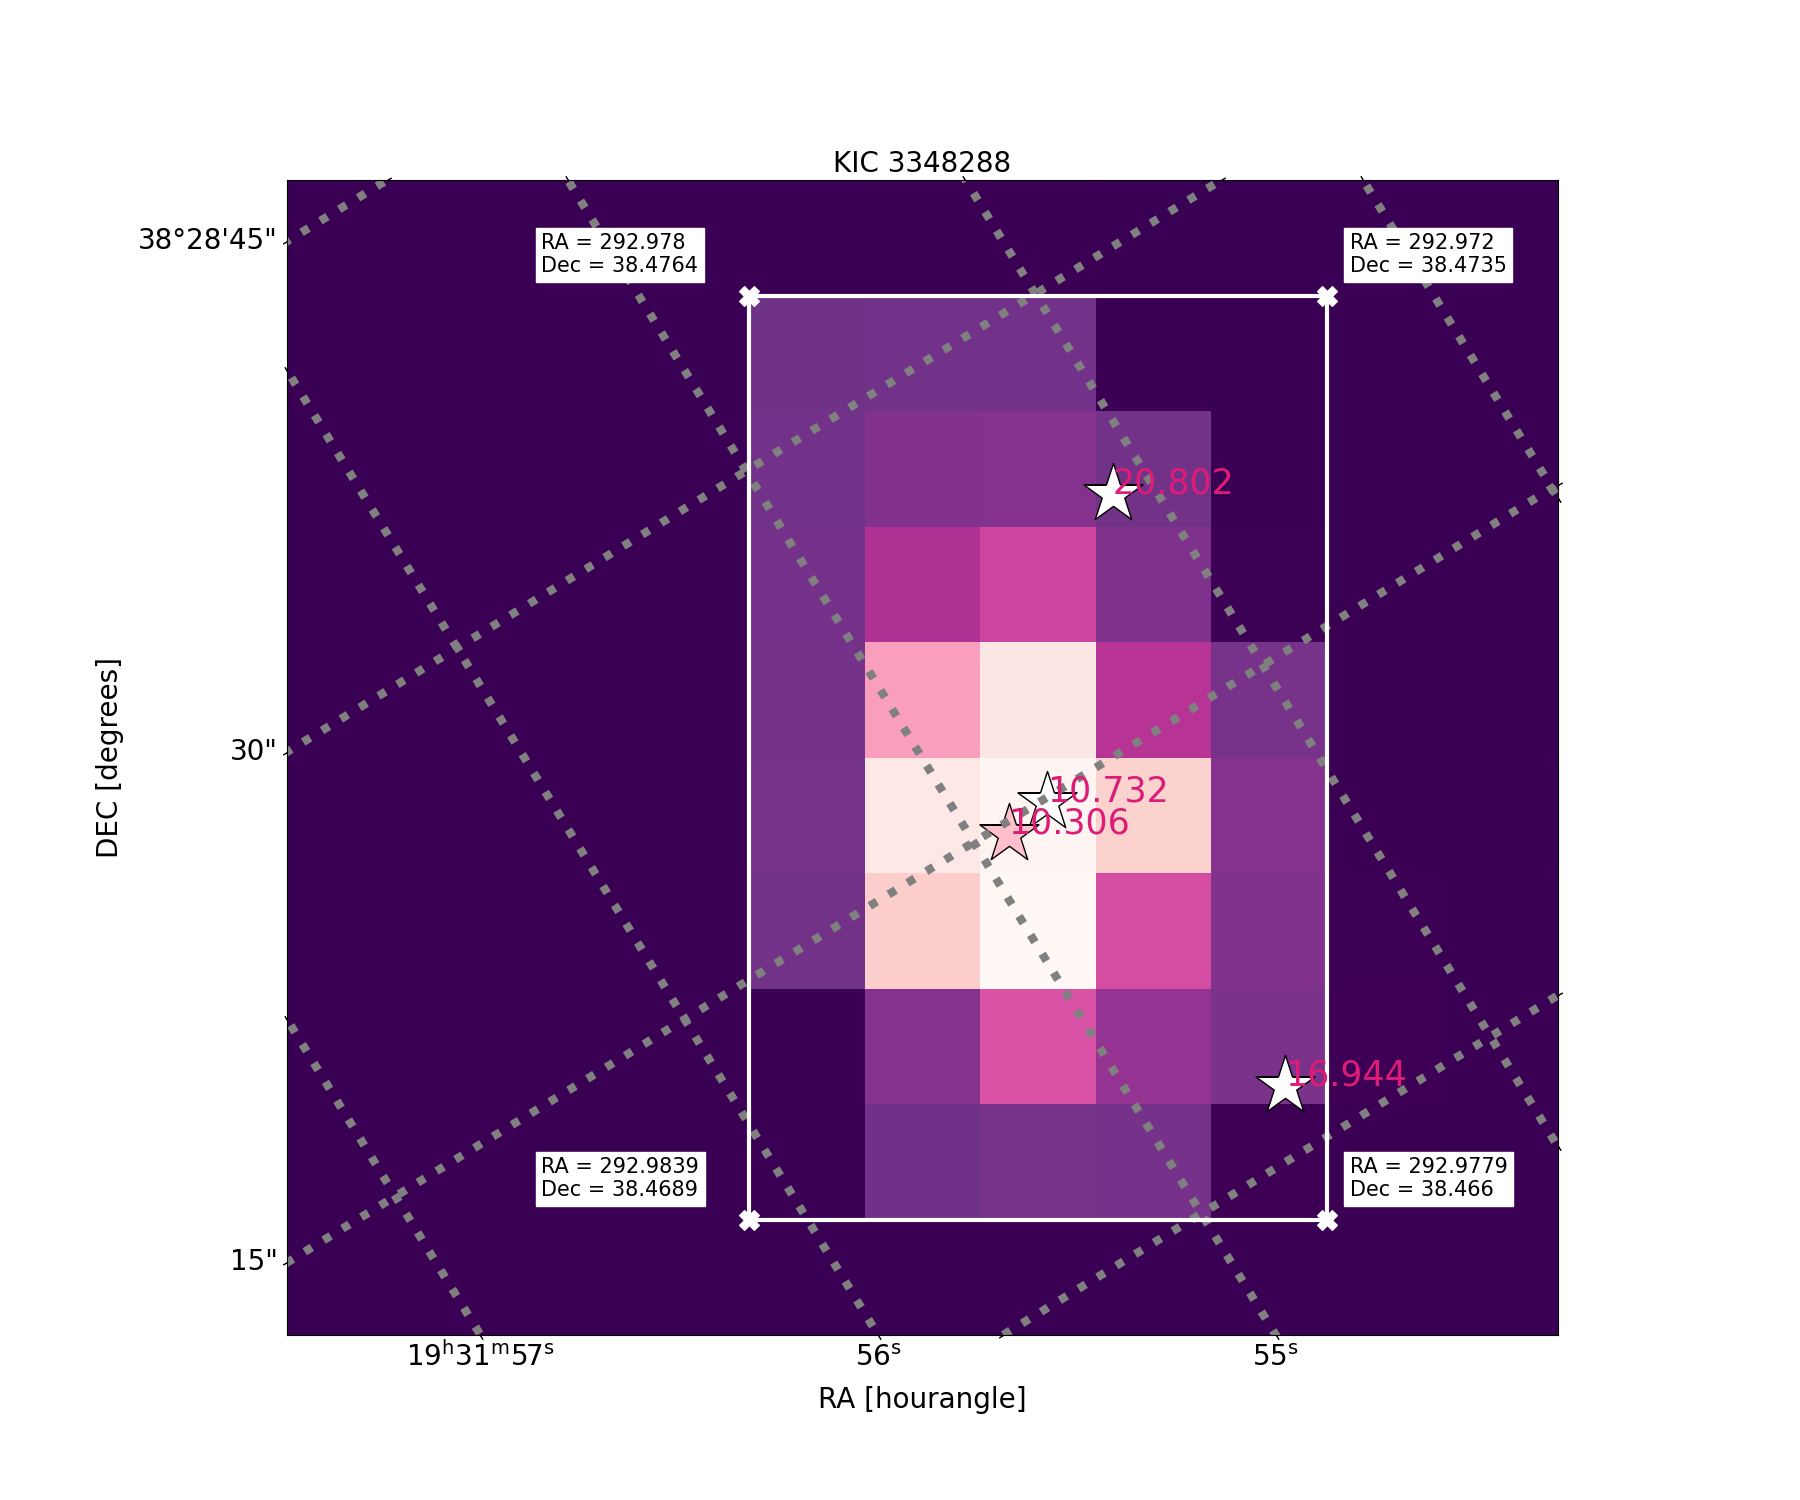 KIC 3348288
38°28'45"
RA = 292.978
Dec = 38.4764
RA = 292.972
Dec = 38.4735
20.802
DEC [degrees]
30"
10.732
10.306
16.944
RA = 292.9839
Dec = 38.4689
RA = 292.9779
Dec = 38.466
15"
19h31m57s
56s
55s
RA [hourangle]